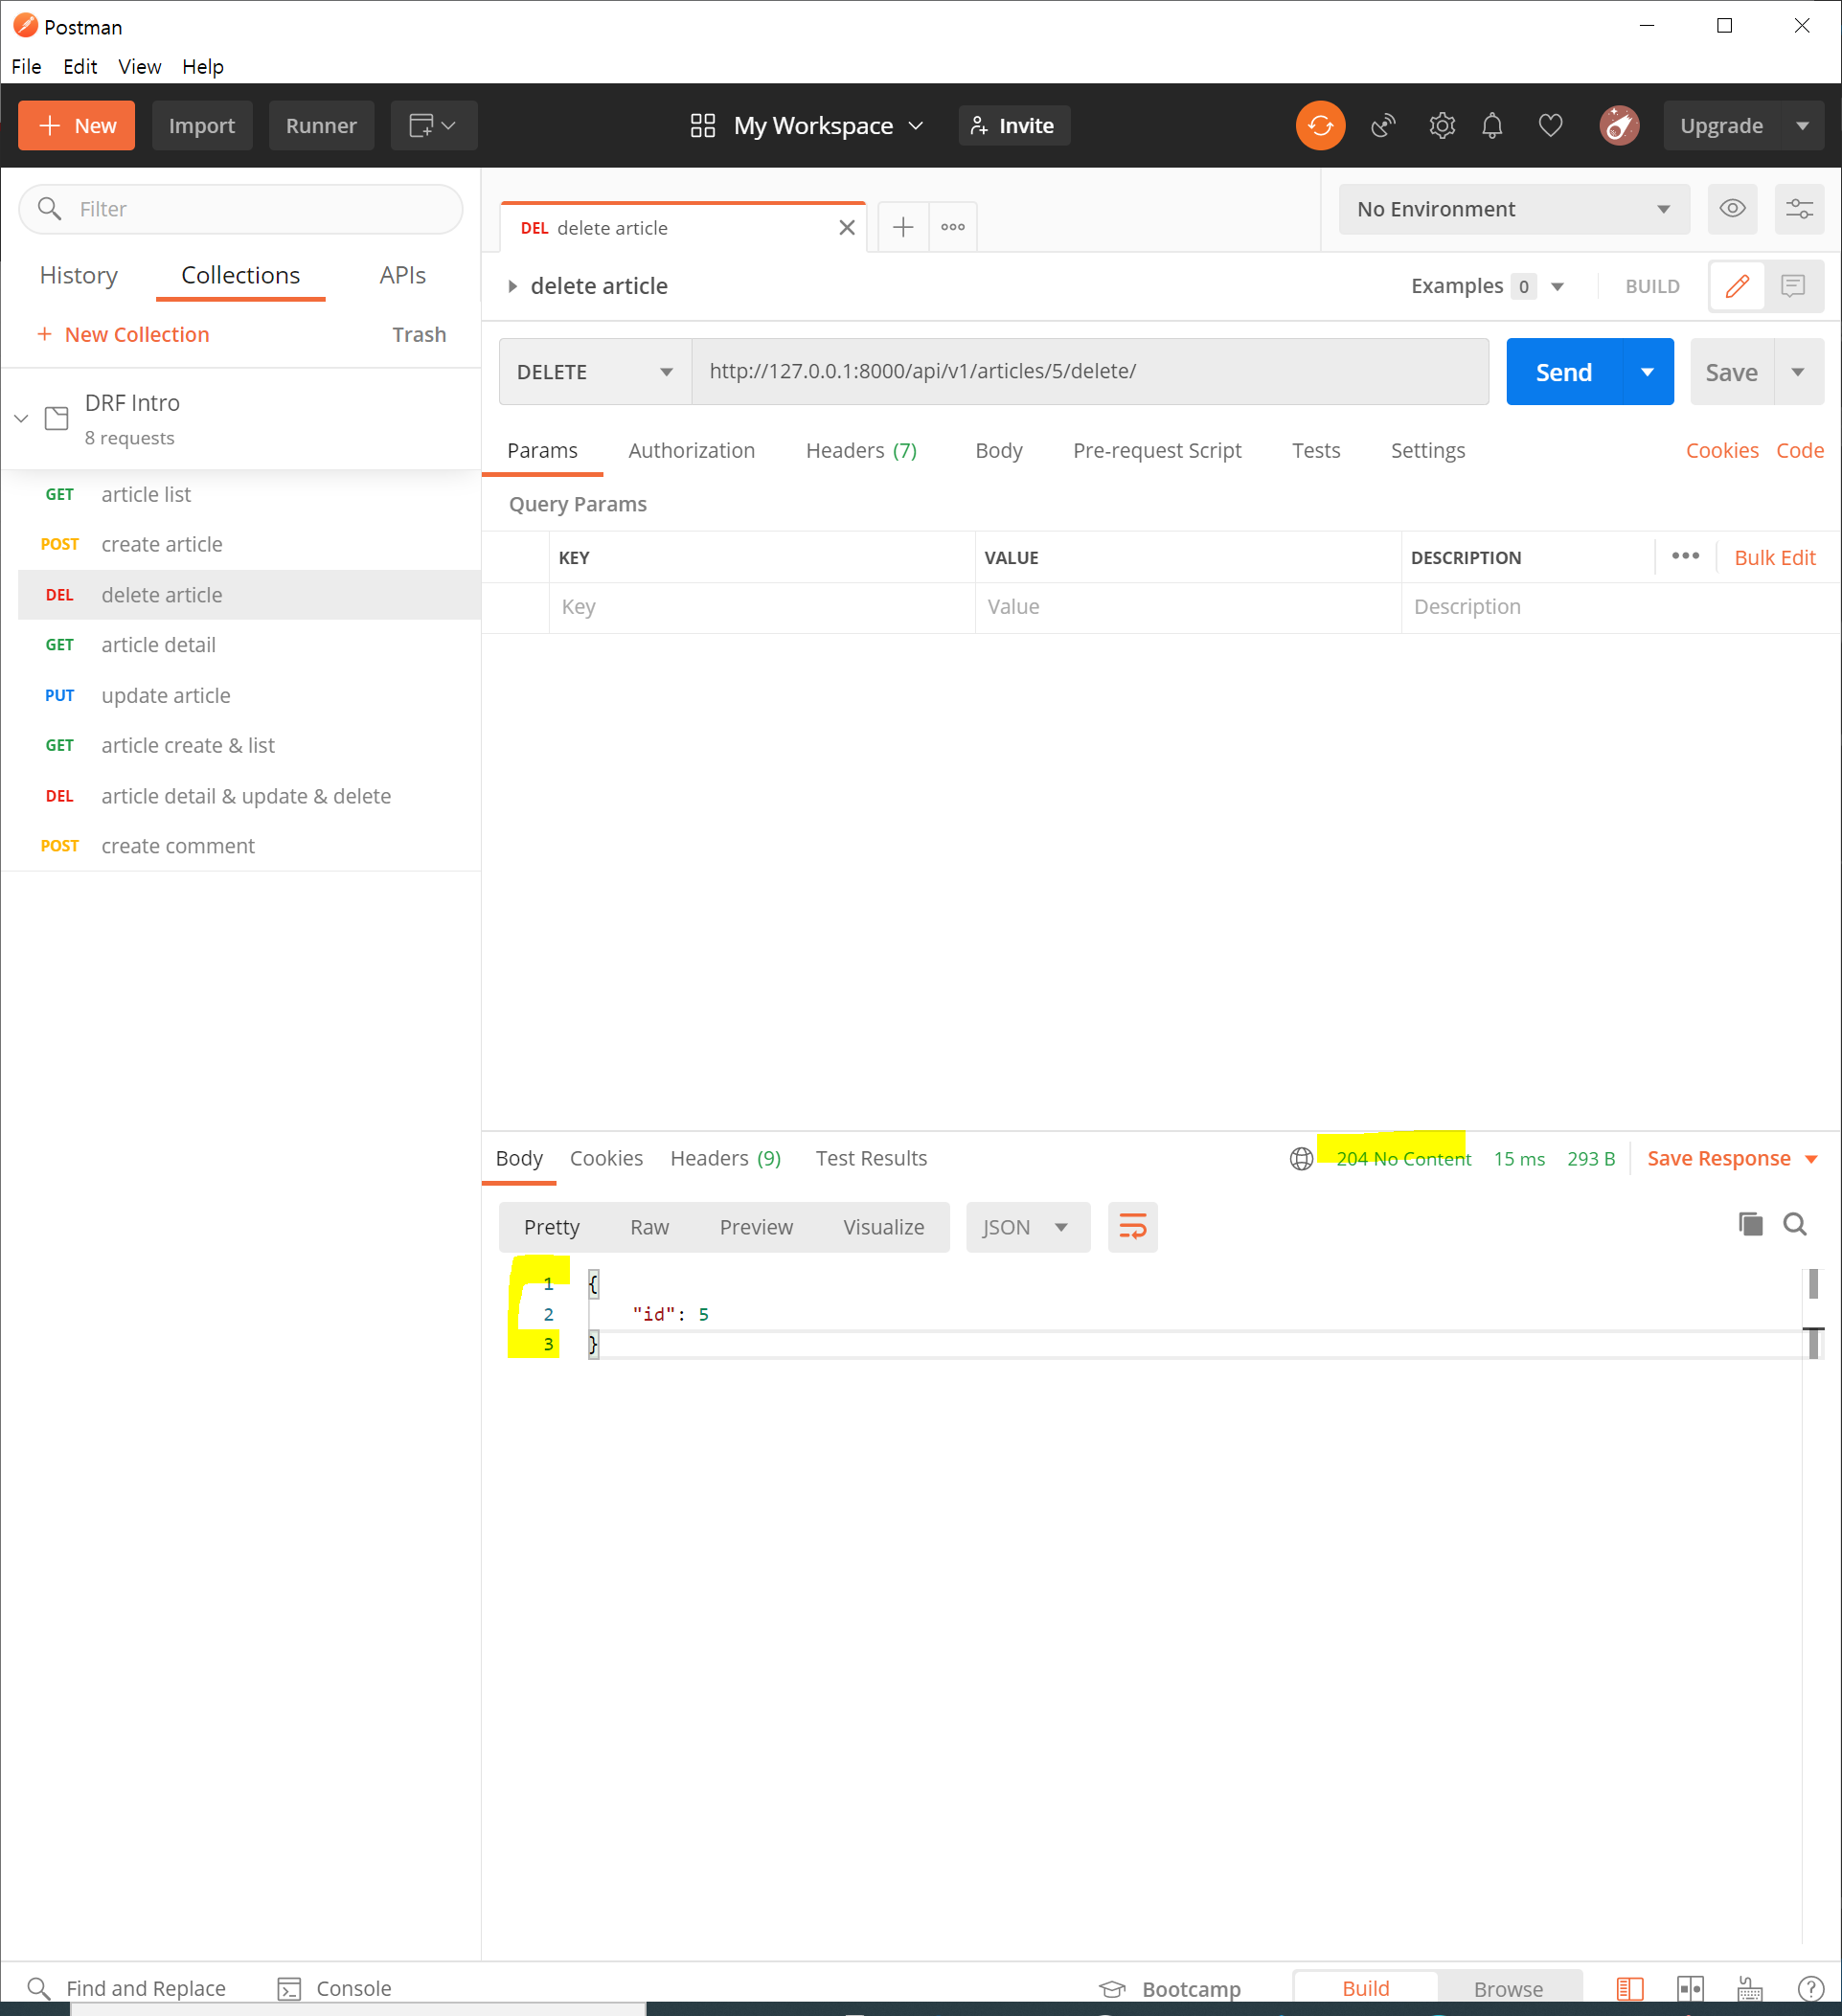 Postman
File Edit View Help
New Import Runner My Workspace Invite Upgrade
Filter
History Collections APIs
+ New Collection Trash
DRF Intro
8 requests
GET article list
POST create article
DEL delete article
GET article detail
PUT update article
GET article create & list
DEL article detail & update & delete
POST create comment
DEL delete article
No Environment
delete article Examples 0 BUILD
DELETE http://127.0.0.1:8000/api/v1/articles/5/delete/ Send Save
Params Authorization Headers (7) Body Pre-request Script Tests Settings Cookies Code
Query Params
KEY VALUE DESCRIPTION ••• Bulk Edit
Key Value Description
Body Cookies Headers (9) Test Results 204 No Content 15 ms 293 B Save Response
Pretty Raw Preview Visualize JSON
1 {
2 "id": 5
3 }
Find and Replace Console Bootcamp Build Browse